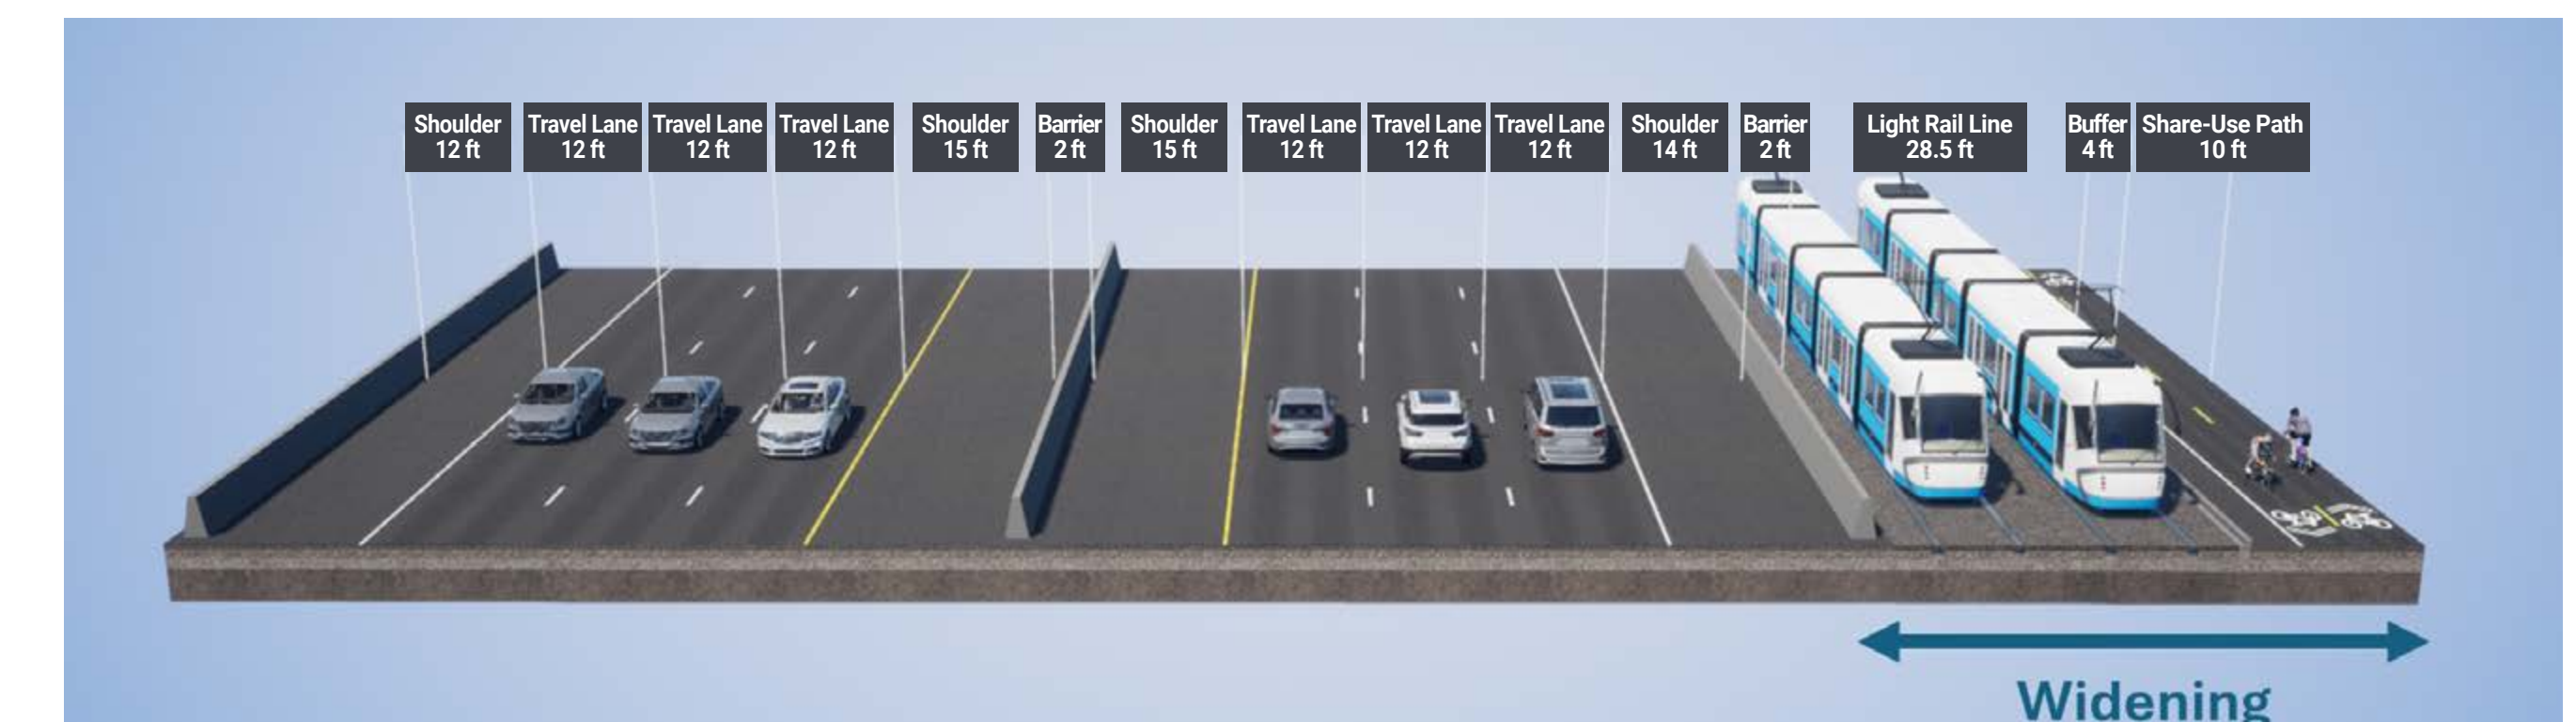 Shoulder
12 ft
Travel Lane
12 ft
Travel Lane
12 ft
Travel Lane
12 ft
Shoulder
15 ft
Barrier
2 ft
Shoulder
15 ft
Travel Lane
12 ft
Travel Lane
12 ft
Travel Lane
12 ft
Shoulder
14 ft
Barrier
2 ft
Light Rail Line
28.5 ft
Buffer
4 ft
Share-Use Path
10 ft
Widening